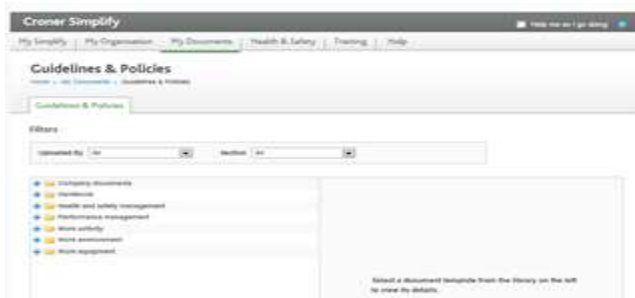 Croner Simplify
Help me as I go along
My Simplify My Organisation My Documents Health & Safety Training Help
Guidelines & Policies
Home My Documents Guidelines & Policies
Guidelines & Policies
Filters
Uploaded By All Section All
Company documents
Handbook
Health and safety management
Performance management
Work activity
Work environment
Work equipment
Select a document template from the library on the left
to view its details.